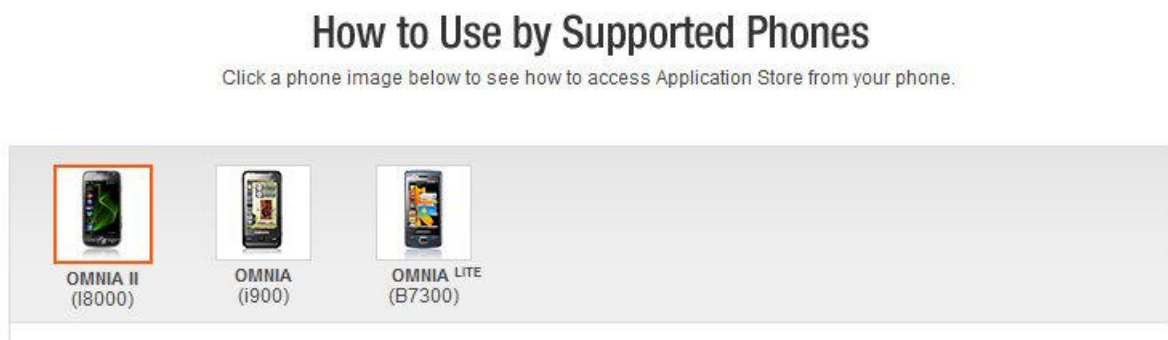 How to Use by Supported Phones
Click a phone image below to see how to access Application Store from your phone.
OMNIA II
(I8000)
OMNIA
(i900)
OMNIA LITE
(B7300)